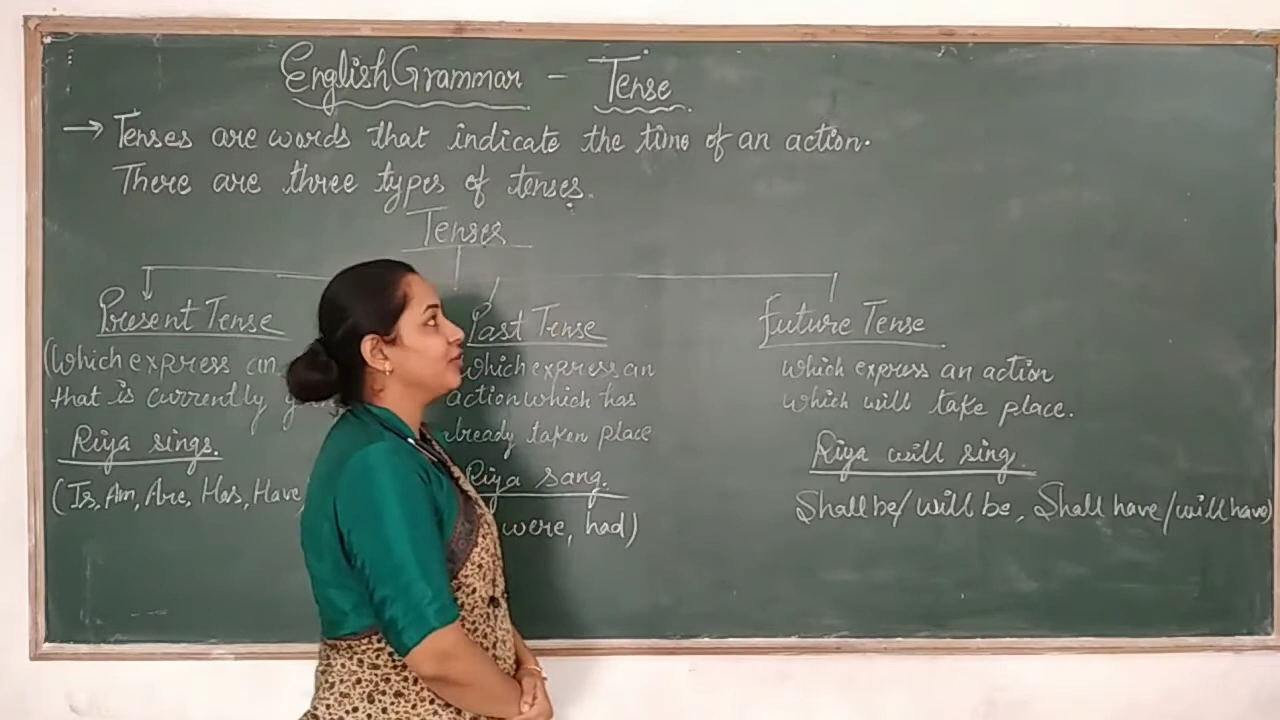 English Grammar - Tense
→ Tenses are words that indicate the time of an action.
There are three types of tenses.
Tenses
Present Tense
(Which express an
that is currently
Riya sings.
(Is, Am, Are, Has, Have,
Past Tense
which express an
action which has
already taken place
Riya sang.
were, had)
Future Tense
which express an action
which will take place.
Riya will sing.
Shall be/ will be, Shall have/will have)